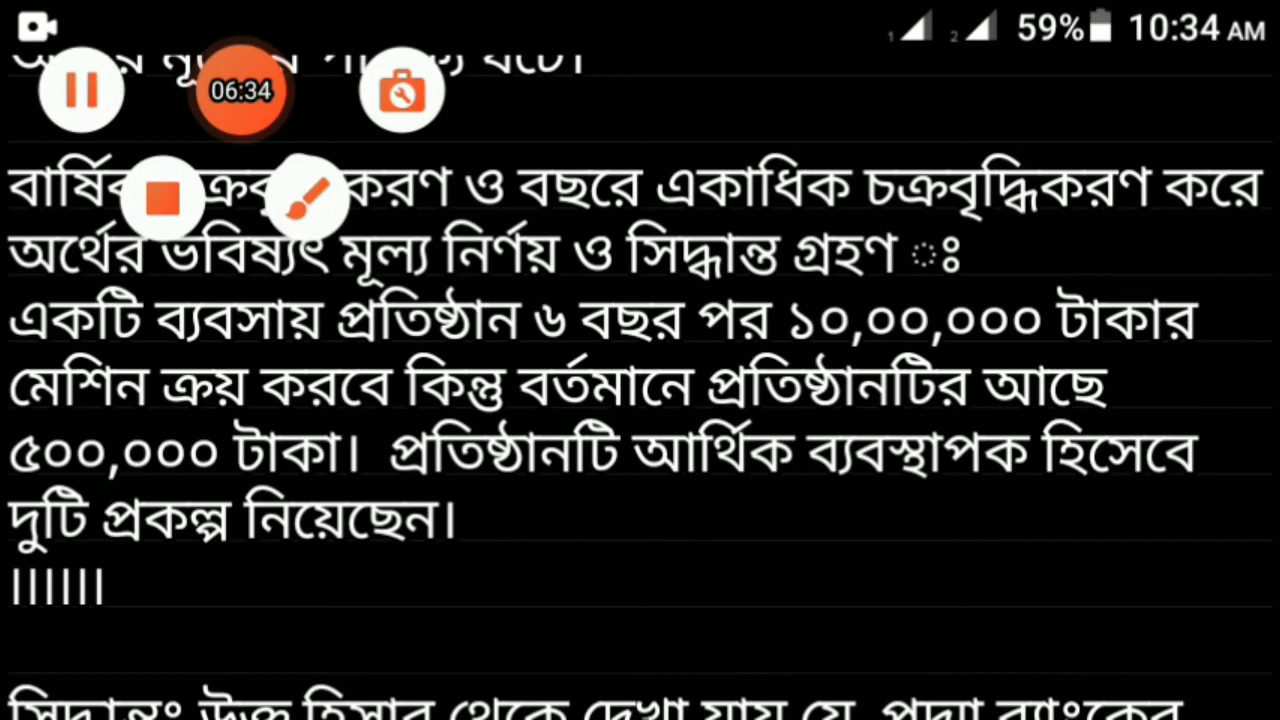 59% 10:34 AM
06:34
করণ ও বছরে একাধিক চক্রবৃদ্ধিকরণ করে
অর্থের ভবিষ্যৎ মূল্য নির্ণয় ও সিদ্ধান্ত গ্রহণ ঃ
একটি ব্যবসায় প্রতিষ্ঠান ৬ বছর পর ১০,০০,০০০ টাকার
মেশিন ক্রয় করবে কিন্তু বর্তমানে প্রতিষ্ঠানটির আছে
৫০০,০০০ টাকা। প্রতিষ্ঠানটি আর্থিক ব্যবস্থাপক হিসেবে
দুটি প্রকল্প নিয়েছেন।
।।।।।।
সিদ্ধান্তঃ উক্ত হিসাব থেকে দেখা যায় যে, পদ্মা ব্যাংকের